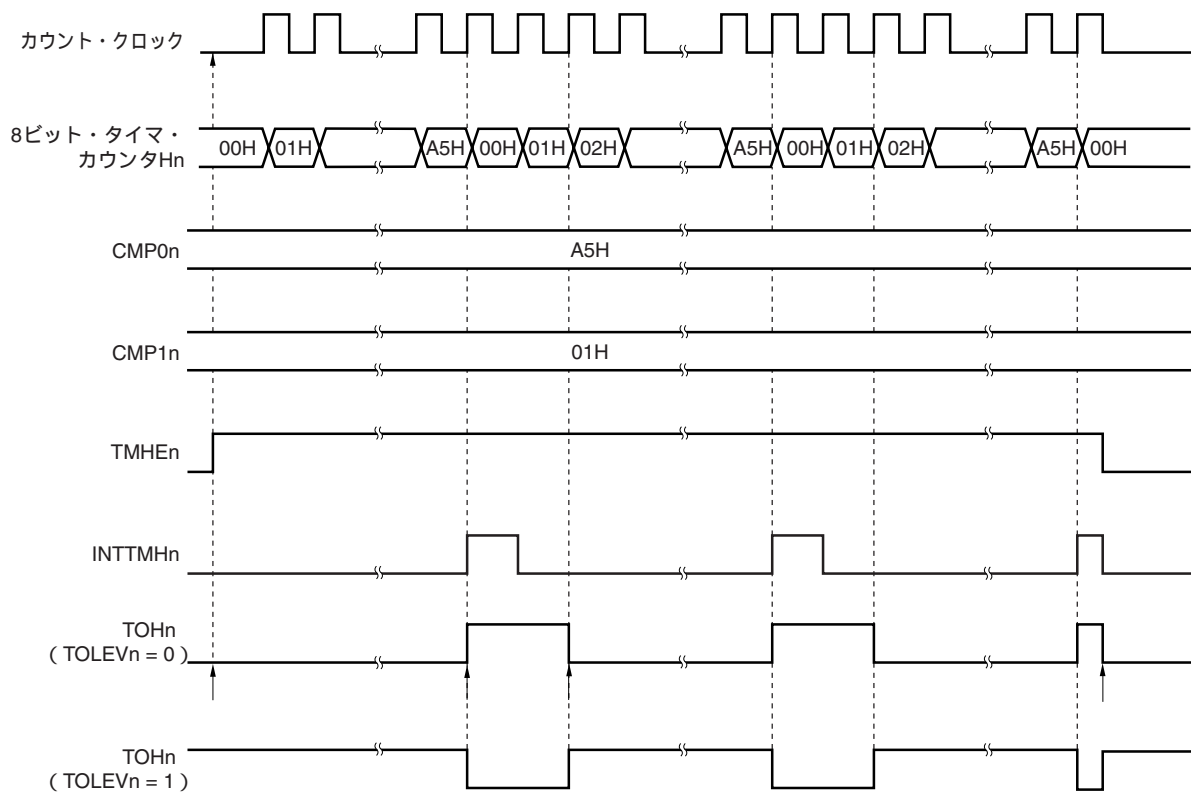 カウント・クロック
8ビット・タイマ・
カウンタHn
00H 01H A5H 00H 01H 02H A5H 00H 01H 02H A5H 00H
CMP0n
A5H
CMP1n
01H
TMHEn
INTTMHn
TOHn
（TOLEVn = 0）
TOHn
（TOLEVn = 1）